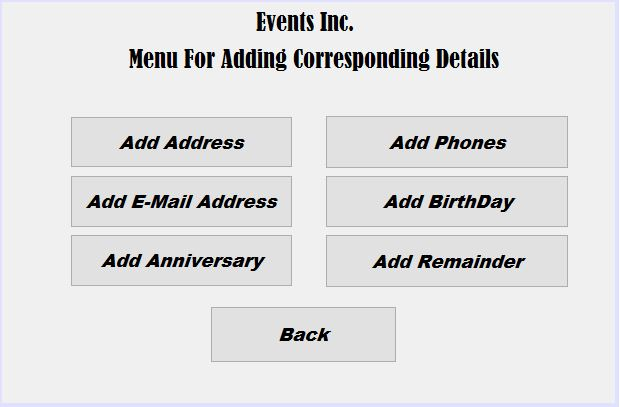 Events Inc.
Menu For Adding Corresponding Details
Add Address
Add Phones
Add E-Mail Address
Add BirthDay
Add Anniversary
Add Remainder
Back